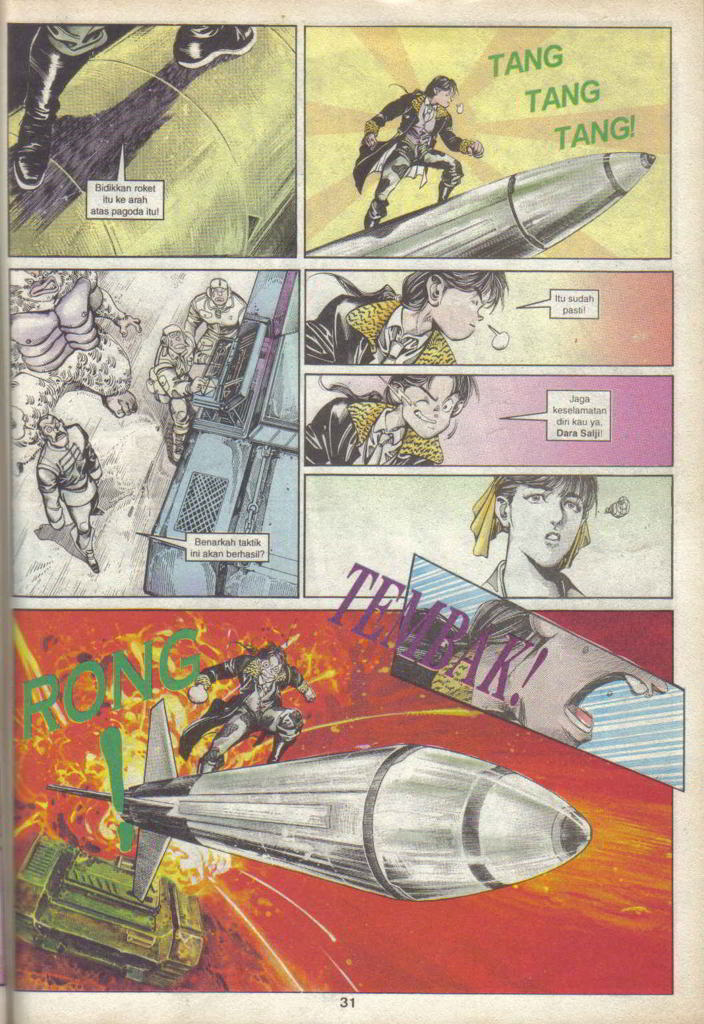 Bidikkan roket
itu ke arah
atas pagoda itu!
TANG
TANG
TANG!
Itu sudah
pasti!
Jaga
keselamatan
diri kau ya,
Dara Salji!
Benarkah taktik
ini akan berhasil?
TEMBAK!
RONG
!
31